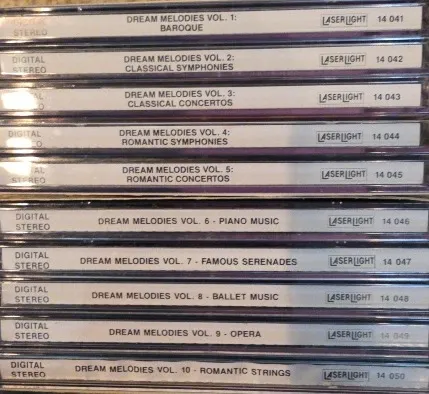 DREAM MELODIES VOL. 1:
BAROQUE
STEREO
LASERLIGHT 14 041
DIGITAL
STEREO
DREAM MELODIES VOL. 2:
CLASSICAL SYMPHONIES
LASERLIGHT 14 042
DIGITAL
STEREO
DREAM MELODIES VOL. 3:
CLASSICAL CONCERTOS
LASERLIGHT 14 043
DIGITAL
STEREO
DREAM MELODIES VOL. 4:
ROMANTIC SYMPHONIES
LASERLIGHT 14 044
DIGITAL
STEREO
DREAM MELODIES VOL. 5:
ROMANTIC CONCERTOS
LASERLIGHT 14 045
DIGITAL
STEREO
DREAM MELODIES VOL. 6 - PIANO MUSIC
LASERLIGHT 14 046
DIGITAL
STEREO
DREAM MELODIES VOL. 7 - FAMOUS SERENADES
LASERLIGHT 14 047
DIGITAL
STEREO
DREAM MELODIES VOL. 8 - BALLET MUSIC
LASERLIGHT 14 048
DIGITAL
STEREO
DREAM MELODIES VOL. 9 - OPERA
LASERLIGHT 14 049
DIGITAL
STEREO
DREAM MELODIES VOL. 10 - ROMANTIC STRINGS
LASERLIGHT 14 050